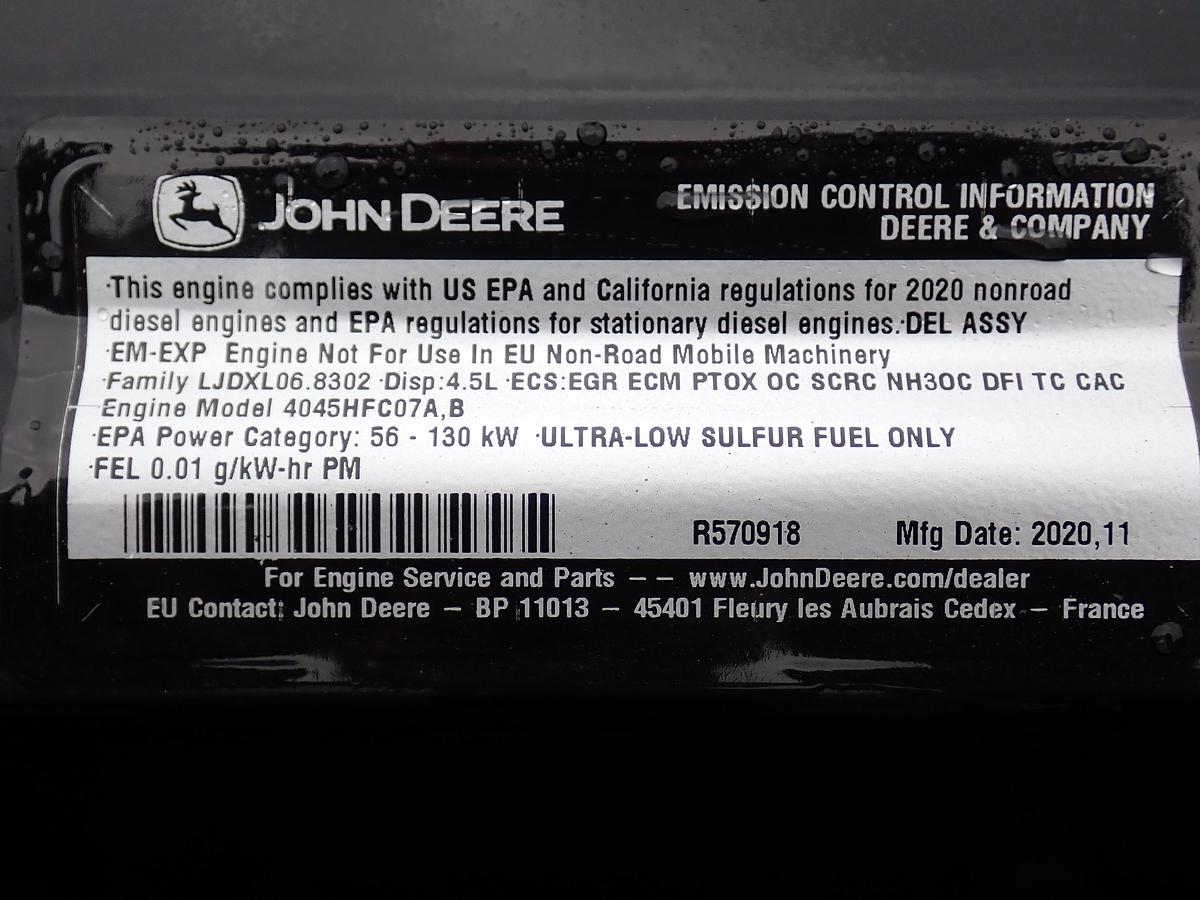 JOHN DEERE
EMISSION CONTROL INFORMATION
DEERE & COMPANY
·This engine complies with US EPA and California regulations for 2020 nonroad
diesel engines and EPA regulations for stationary diesel engines.·DEL ASSY
·EM-EXP Engine Not For Use In EU Non-Road Mobile Machinery
·Family LJDXL06.8302 ·Disp:4.5L ·ECS:EGR ECM PTOX OC SCRC NH3OC DFI TC CAC
Engine Model 4045HFC07A,B
·EPA Power Category: 56 - 130 kW ·ULTRA-LOW SULFUR FUEL ONLY
·FEL 0.01 g/kW-hr PM
R570918 Mfg Date: 2020,11
For Engine Service and Parts – – www.JohnDeere.com/dealer
EU Contact: John Deere – BP 11013 – 45401 Fleury les Aubrais Cedex – France